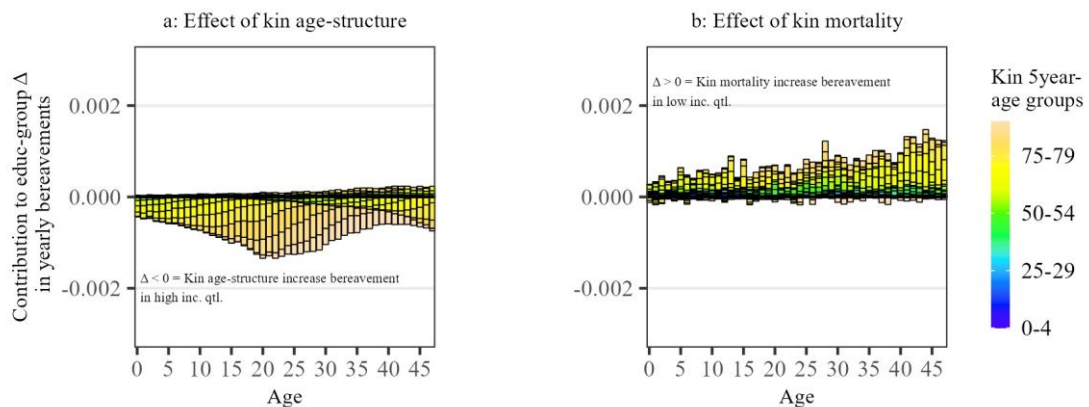 a: Effect of kin age-structure
b: Effect of kin mortality
Contribution to educ-group Δ
in yearly bereavements
0.002
0.000
-0.002
Δ < 0 = Kin age-structure increase bereavement
in high inc. qtl.
0 5 10 15 20 25 30 35 40 45
Age
0.002
0.000
-0.002
Δ > 0 = Kin mortality increase bereavement
in low inc. qtl.
0 5 10 15 20 25 30 35 40 45
Age
Kin 5year-
age groups
75-79
50-54
25-29
0-4